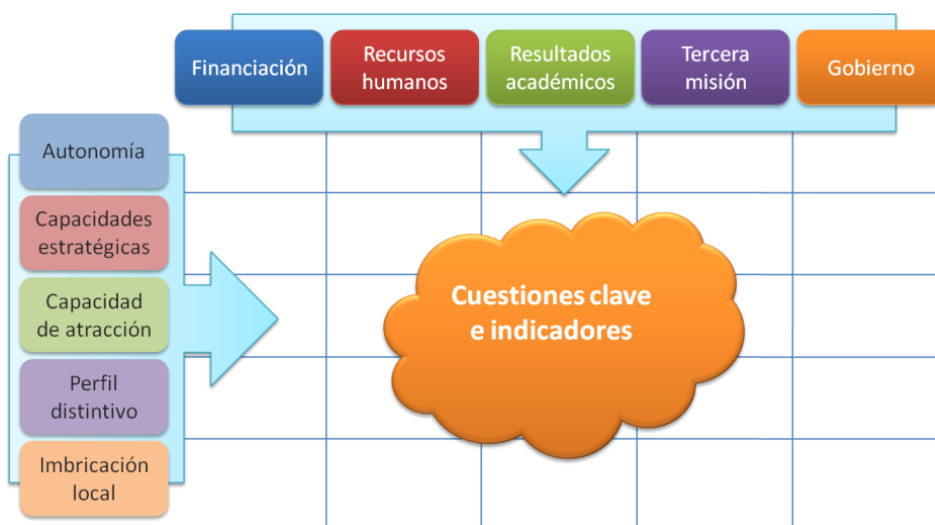 Financiación
Recursos
humanos
Resultados
académicos
Tercera
misión
Gobierno
Autonomía
Capacidades
estratégicas
Capacidad
de atracción
Perfil
distintivo
Imbricación
local
Cuestiones clave
e indicadores